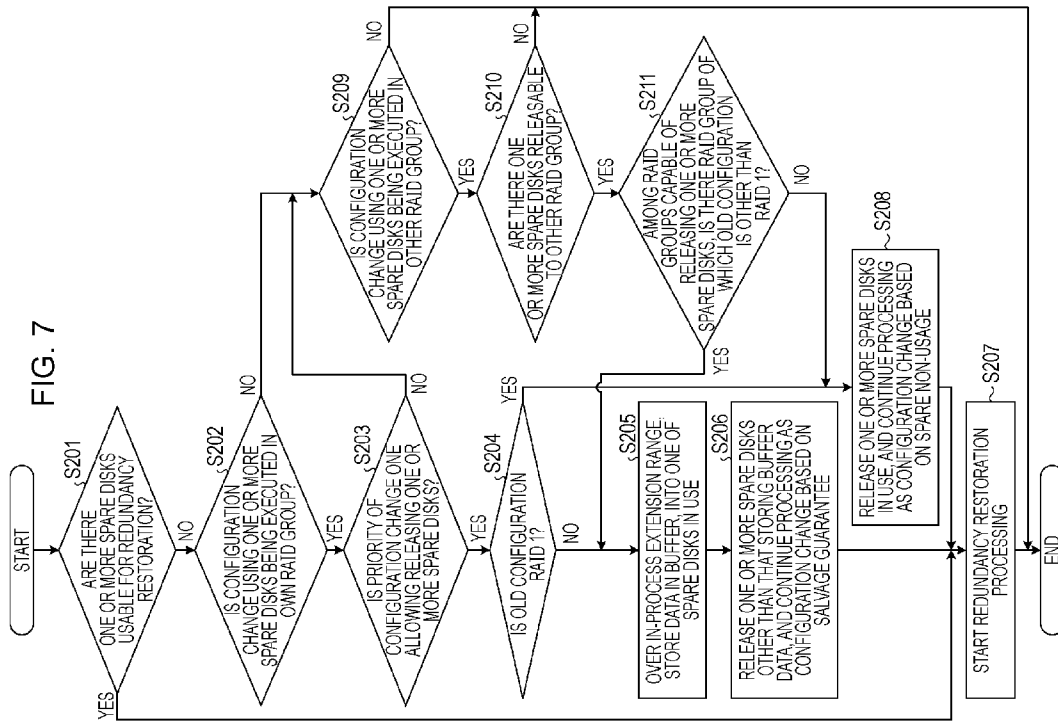 FIG. 7
START
S201
ARE THERE
ONE OR MORE SPARE DISKS
USABLE FOR REDUNDANCY
RESTORATION?
YES
NO
S202
IS CONFIGURATION
CHANGE USING ONE OR MORE
SPARE DISKS BEING EXECUTED IN
OWN RAID GROUP?
NO
YES
S203
IS PRIORITY OF
CONFIGURATION CHANGE ONE
ALLOWING RELEASING ONE OR
MORE SPARE DISKS?
NO
YES
S204
IS OLD CONFIGURATION
RAID 1?
YES
NO
S205
OVER IN-PROCESS EXTENSION RANGE,
STORE DATA IN BUFFER, INTO ONE OF
SPARE DISKS IN USE
S206
RELEASE ONE OR MORE SPARE DISKS
OTHER THAN THAT STORING BUFFER
DATA, AND CONTINUE PROCESSING AS
CONFIGURATION CHANGE BASED ON
SALVAGE GUARANTEE
S209
IS CONFIGURATION
CHANGE USING ONE OR MORE
SPARE DISKS BEING EXECUTED IN
OTHER RAID GROUP?
NO
YES
S210
ARE THERE ONE
OR MORE SPARE DISKS RELEASABLE
TO OTHER RAID GROUP?
NO
YES
S211
AMONG RAID
GROUPS CAPABLE OF
RELEASING ONE OR MORE
SPARE DISKS, IS THERE RAID GROUP OF
WHICH OLD CONFIGURATION
IS OTHER THAN
RAID 1?
YES
NO
S208
RELEASE ONE OR MORE SPARE DISKS
IN USE, AND CONTINUE PROCESSING
AS CONFIGURATION CHANGE BASED
ON SPARE NON-USAGE
S207
START REDUNDANCY RESTORATION
PROCESSING
END